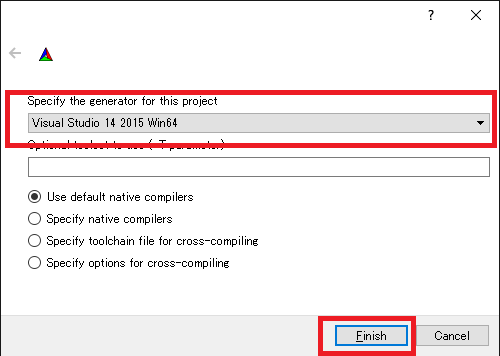 Specify the generator for this project
Visual Studio 14 2015 Win64
Optional toolset to use (-T parameter)
Use default native compilers
Specify native compilers
Specify toolchain file for cross-compiling
Specify options for cross-compiling
Finish
Cancel